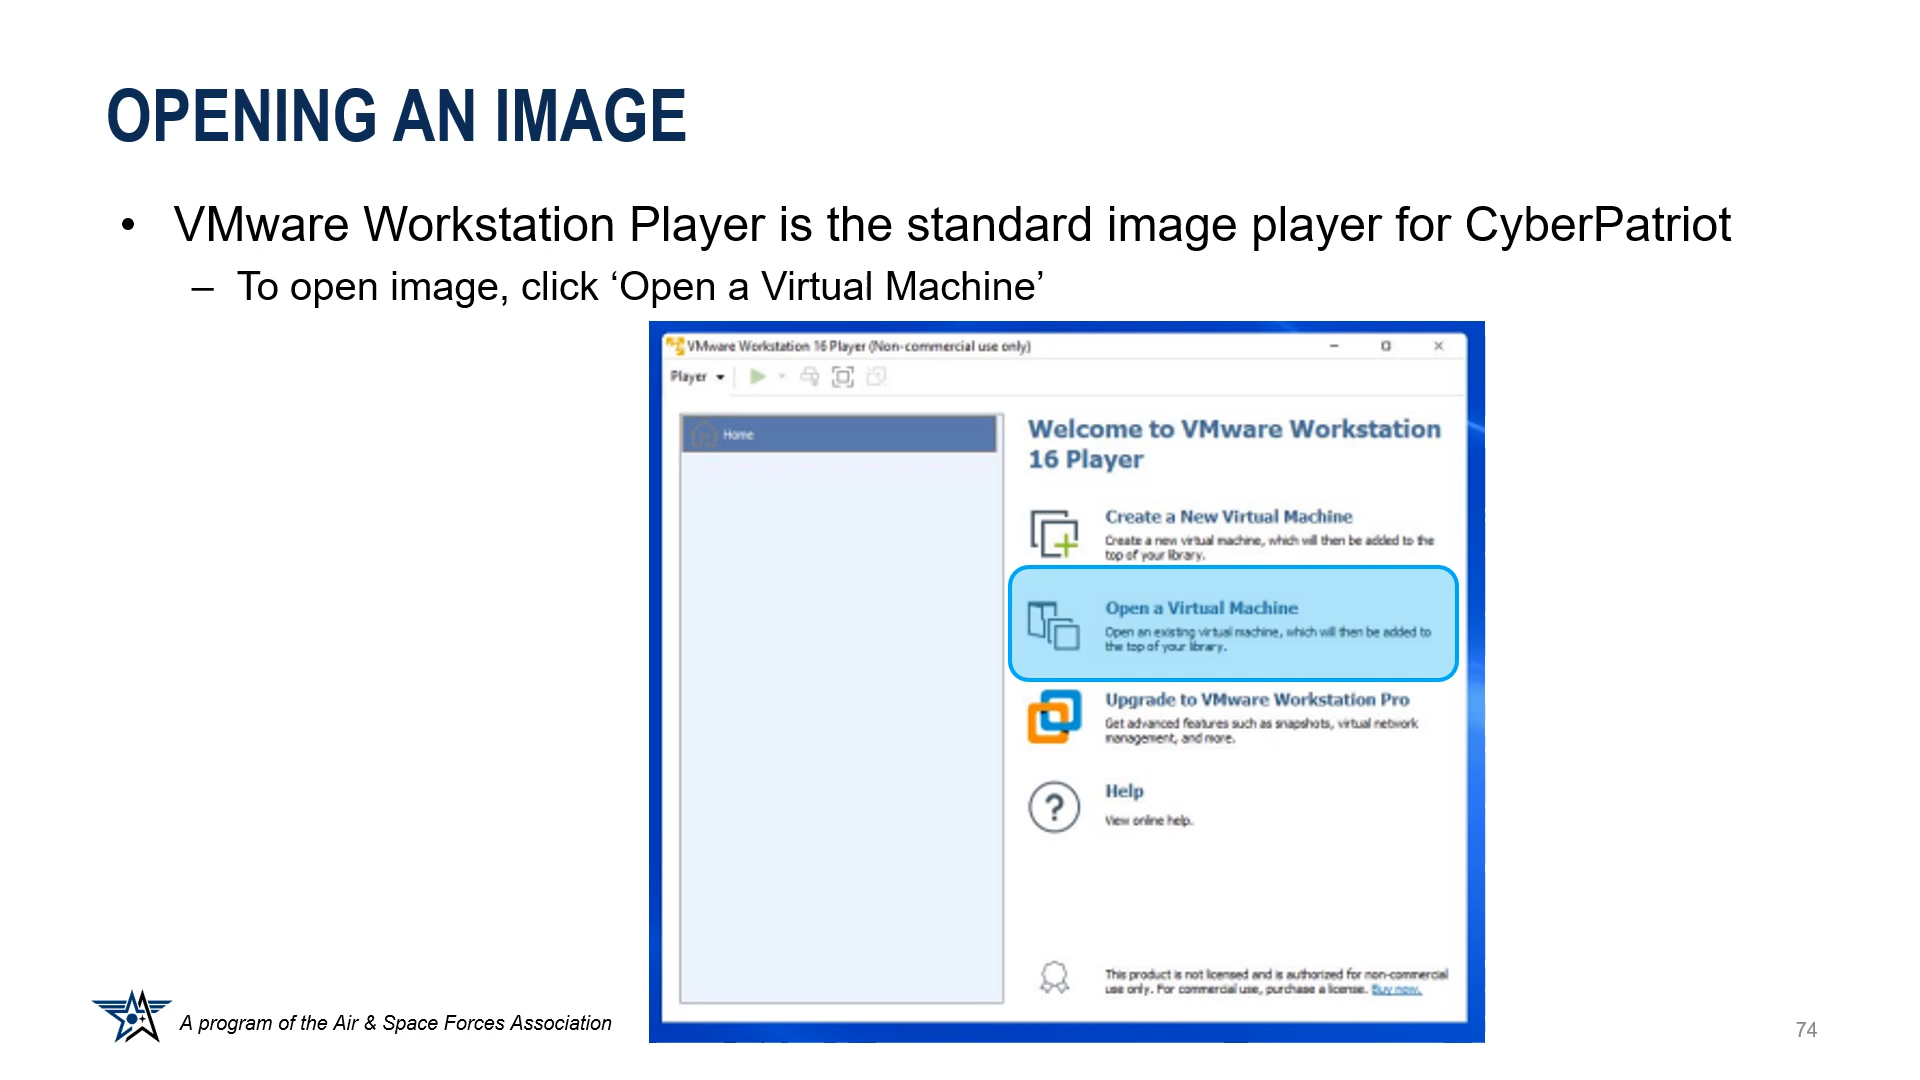 OPENING AN IMAGE
• VMware Workstation Player is the standard image player for CyberPatriot
– To open image, click ‘Open a Virtual Machine’
VMware Workstation 16 Player (Non-commercial use only)
Player
Home
Welcome to VMware Workstation
16 Player
Create a New Virtual Machine
Create a new virtual machine, which will then be added to the
top of your library.
Open a Virtual Machine
Open an existing virtual machine, which will then be added to
the top of your library.
Upgrade to VMware Workstation Pro
Get advanced features such as snapshots, virtual network
management, and more.
Help
View online help.
This product is not licensed and is authorized for non-commercial
use only. For commercial use, purchase a license. Buy now.
A program of the Air & Space Forces Association
74